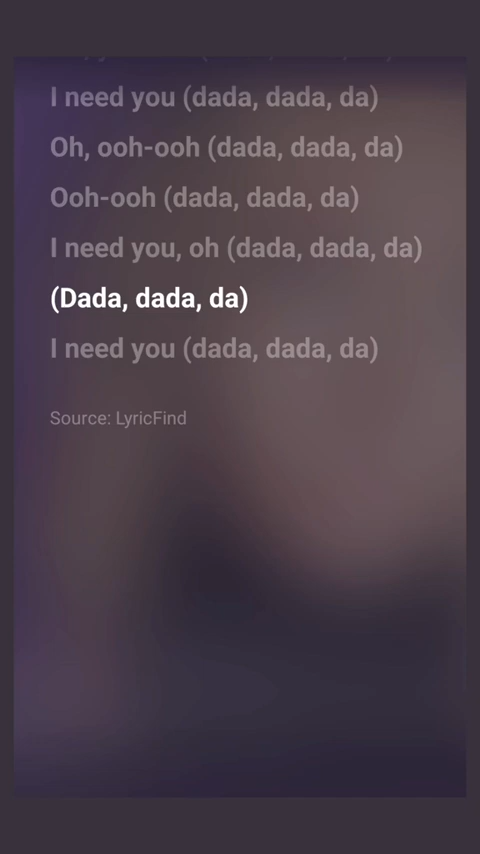 I need you (dada, dada, da)
Oh, ooh-ooh (dada, dada, da)
Ooh-ooh (dada, dada, da)
I need you, oh (dada, dada, da)
(Dada, dada, da)
I need you (dada, dada, da)
Source: LyricFind